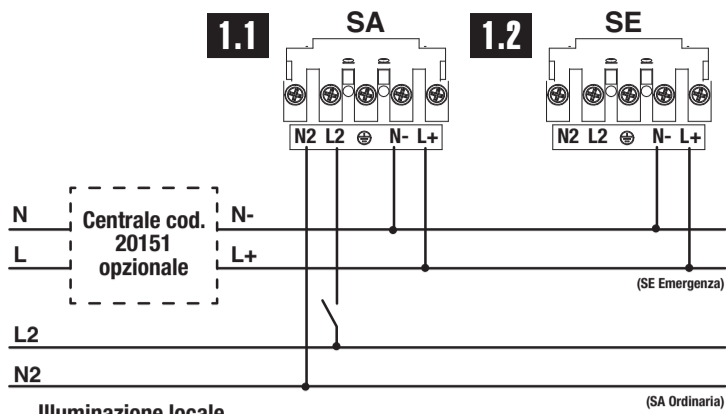 1.1 SA 1.2 SE
N2 L2 N- L+ N2 L2 N- L+
N Centrale cod. N-
20151
L opzionale L+
(SE Emergenza)
L2
N2
Illuminazione locale
(SA Ordinaria)